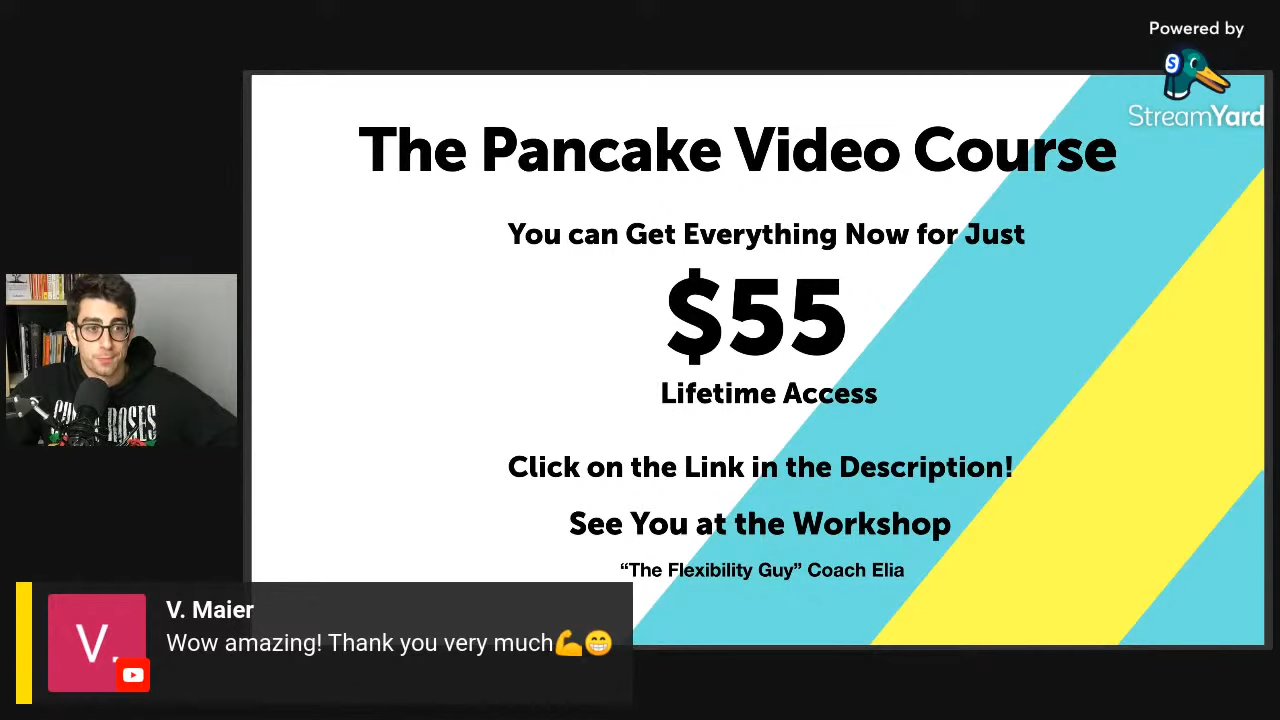 Powered by
S
StreamYard
The Pancake Video Course
You can Get Everything Now for Just
$55
Lifetime Access
Click on the Link in the Description!
See You at the Workshop
“The Flexibility Guy” Coach Elia
ROSES
V. Maier
V.
Wow amazing! Thank you very much💪😁